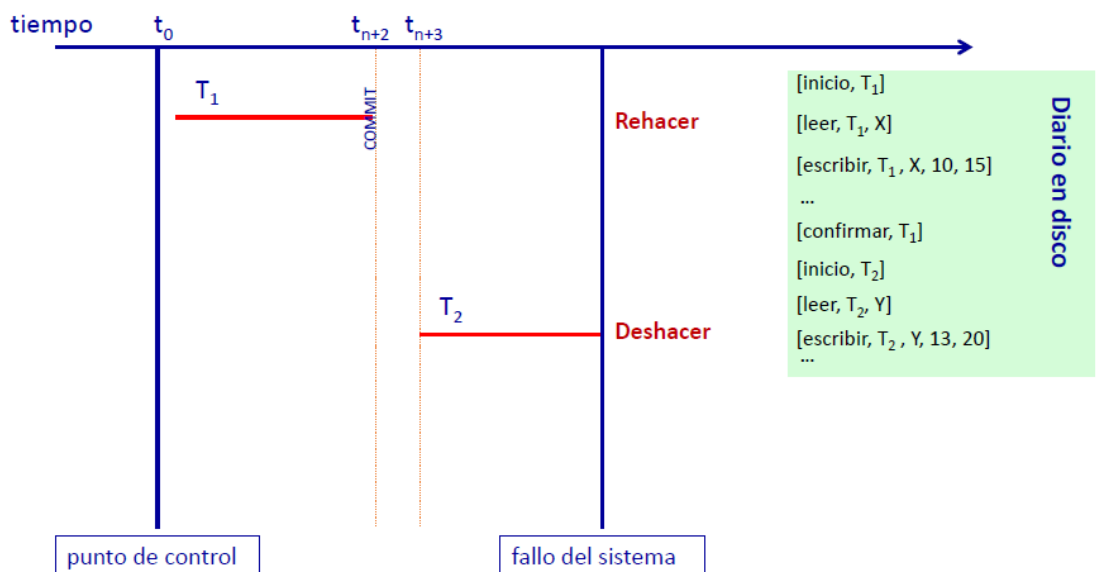 tiempo t₀ tₙ₊₂ tₙ₊₃
T₁
COMMIT
Rehacer
T₂
Deshacer
[inicio, T₁]
[leer, T₁, X]
[escribir, T₁ , X, 10, 15]
...
[confirmar, T₁]
[inicio, T₂]
[leer, T₂, Y]
[escribir, T₂ , Y, 13, 20]
...
Diario en disco
punto de control
fallo del sistema